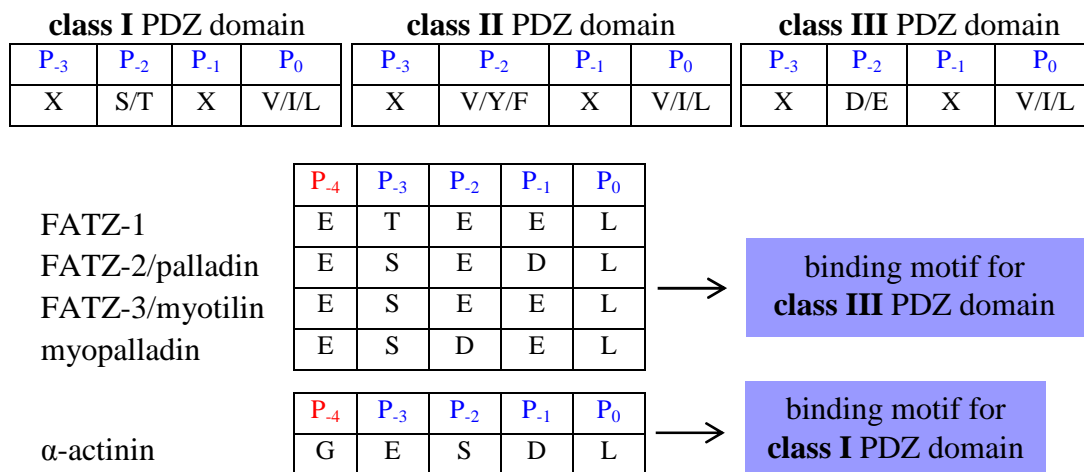 class I PDZ domain class II PDZ domain class III PDZ domain
P-3 P-2 P-1 P0 P-3 P-2 P-1 P0 P-3 P-2 P-1 P0
X S/T X V/I/L X V/Y/F X V/I/L X D/E X V/I/L
P-4 P-3 P-2 P-1 P0
FATZ-1 E T E E L
FATZ-2/palladin E S E D L
FATZ-3/myotilin E S E E L
myopalladin E S D E L
binding motif for
class III PDZ domain
P-4 P-3 P-2 P-1 P0
α-actinin G E S D L
binding motif for
class I PDZ domain